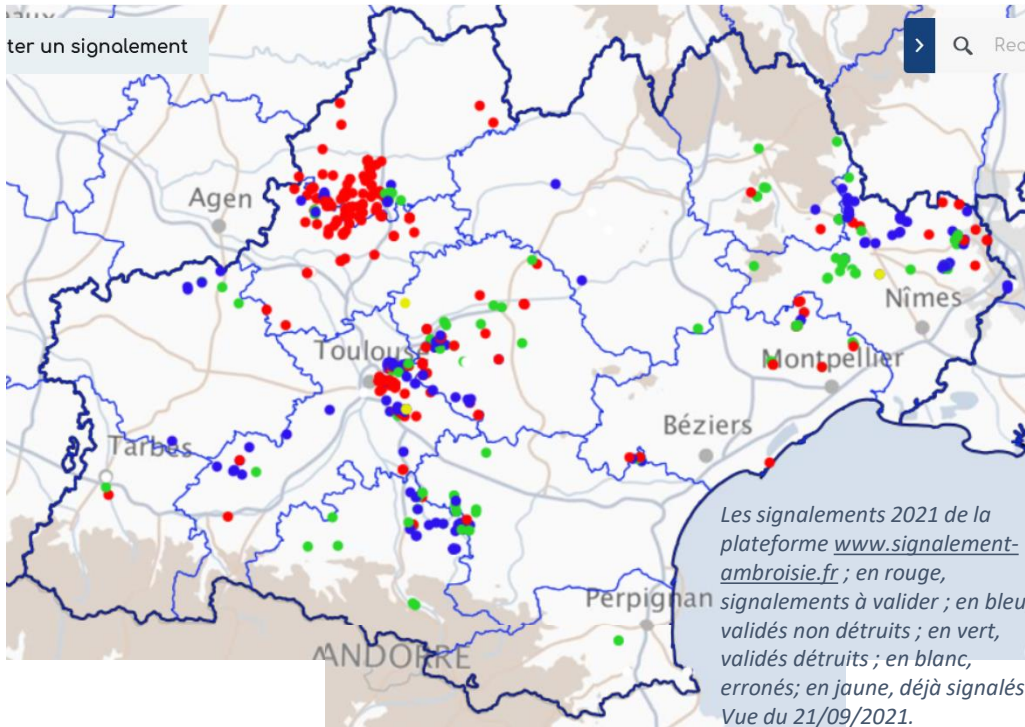 ter un signalement
Rec
Agen
Nîmes
Toulouse
Montpellier
Béziers
Tarbes
Les signalements 2021 de la
plateforme www.signalement-
ambroisie.fr ; en rouge,
signalements à valider ; en bleu
validés non détruits ; en vert,
validés détruits ; en blanc,
erronés; en jaune, déjà signalés
Vue du 21/09/2021.
Perpignan
ANDORRE